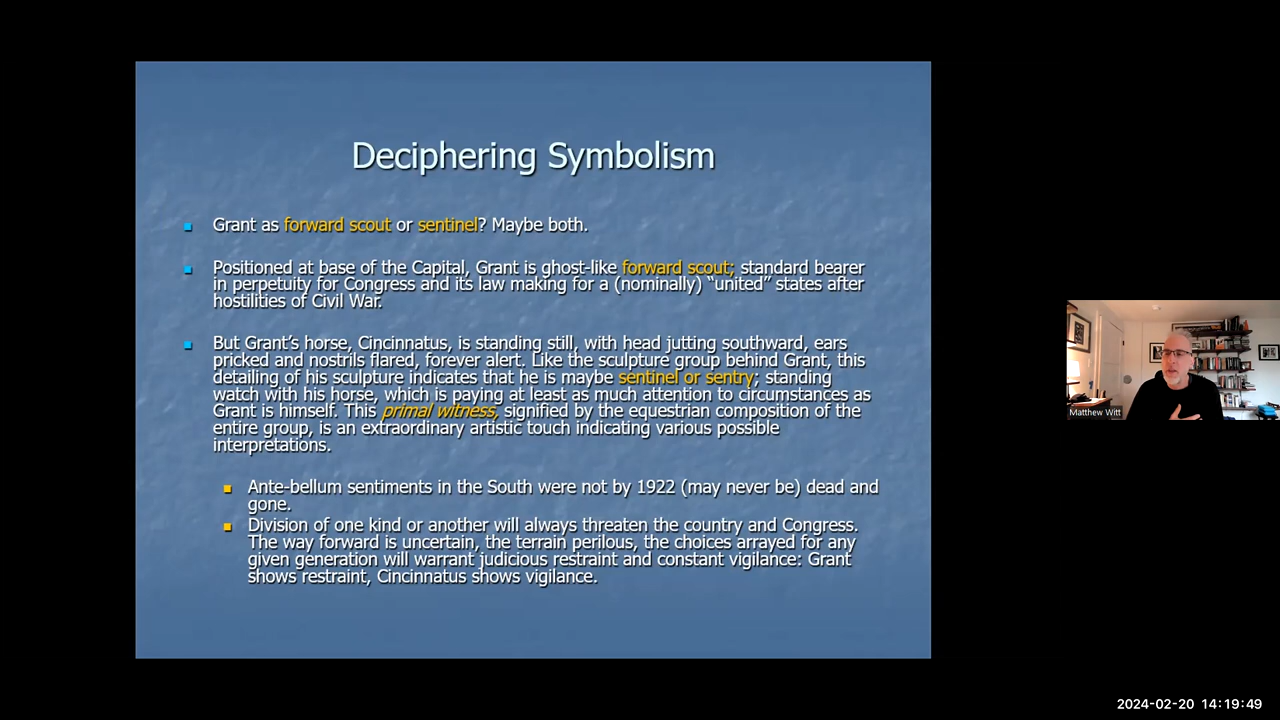 Deciphering Symbolism
Grant as forward scout or sentinel? Maybe both.
Positioned at base of the Capital, Grant is ghost-like forward scout; standard bearer
in perpetuity for Congress and its law making for a (nominally) “united” states after
hostilities of Civil War.
But Grant’s horse, Cincinnatus, is standing still, with head jutting southward, ears
pricked and nostrils flared, forever alert. Like the sculpture group behind Grant, this
detailing of his sculpture indicates that he is maybe sentinel or sentry; standing
watch with his horse, which is paying at least as much attention to circumstances as
Grant is himself. This primal witness, signified by the equestrian composition of the
entire group, is an extraordinary artistic touch indicating various possible
interpretations.
Ante-bellum sentiments in the South were not by 1922 (may never be) dead and
gone.
Division of one kind or another will always threaten the country and Congress.
The way forward is uncertain, the terrain perilous, the choices arrayed for any
given generation will warrant judicious restraint and constant vigilance: Grant
shows restraint, Cincinnatus shows vigilance.
Matthew Witt
2024-02-20 14:19:49